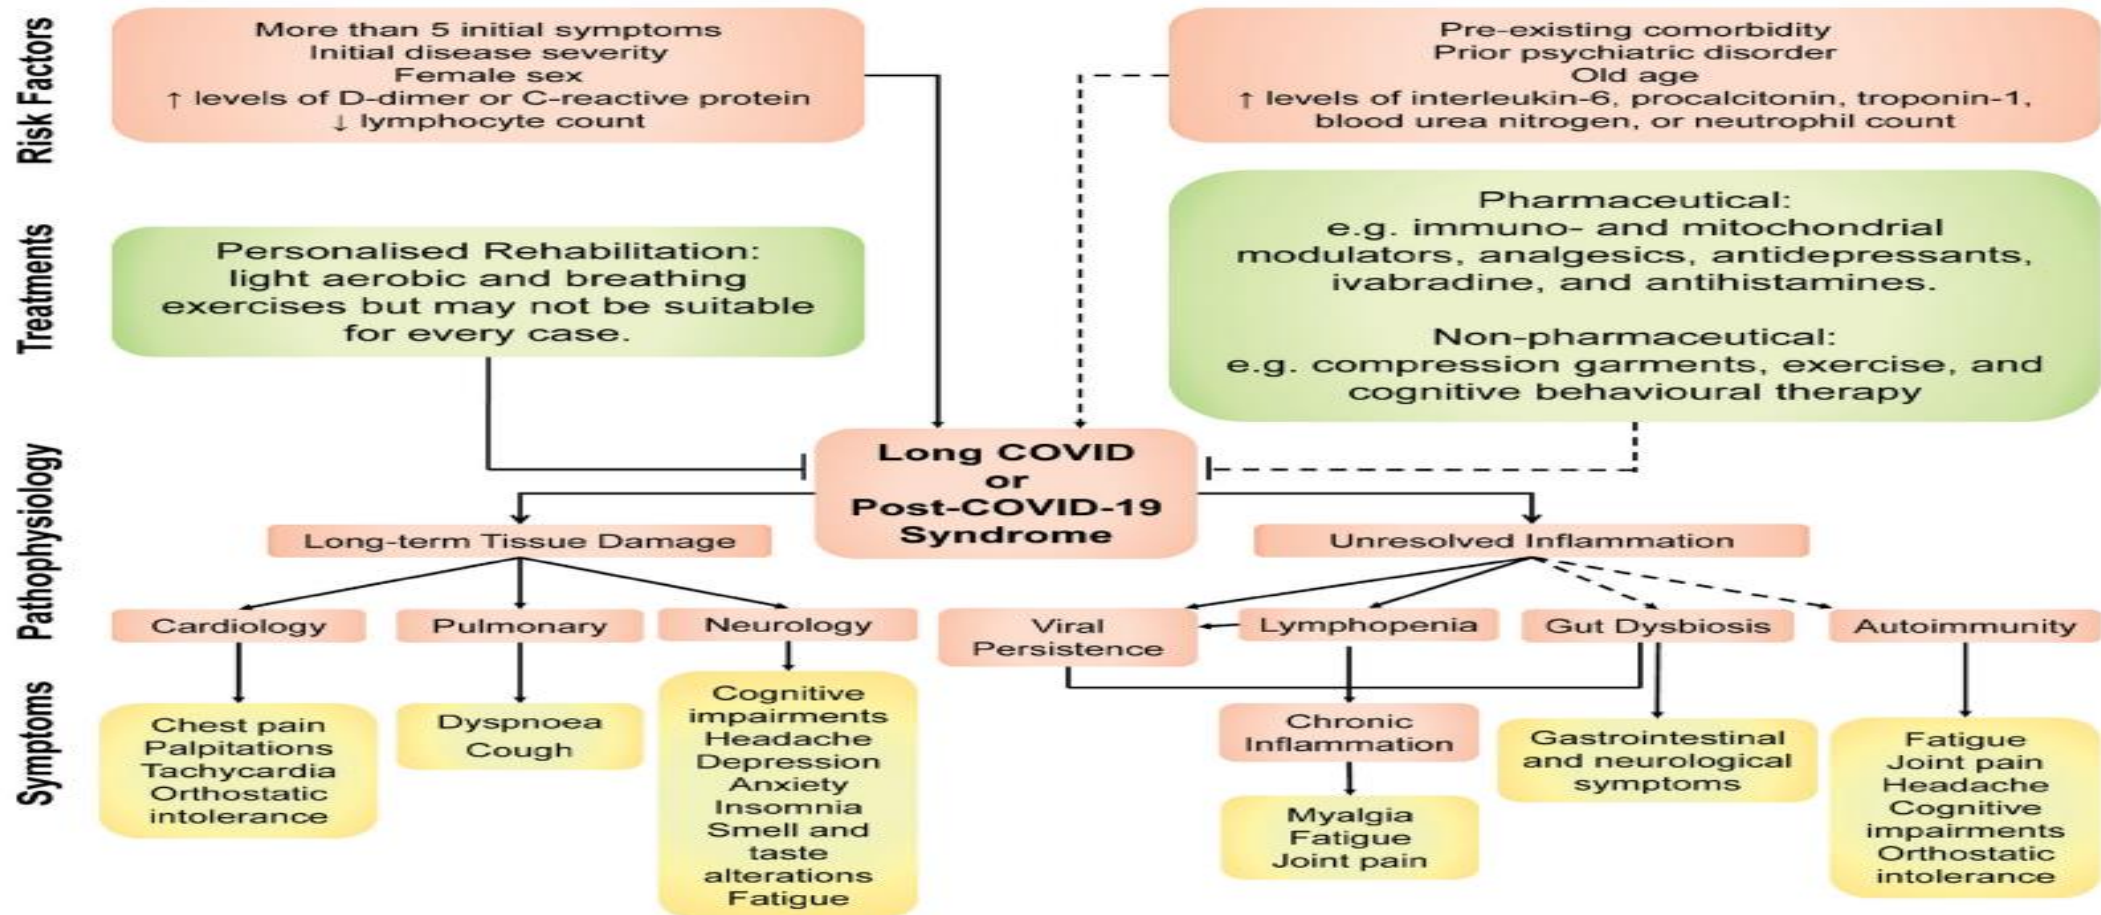 Risk Factors
More than 5 initial symptoms
Initial disease severity
Female sex
↑ levels of D-dimer or C-reactive protein
↓ lymphocyte count
Pre-existing comorbidity
Prior psychiatric disorder
Old age
↑ levels of interleukin-6, procalcitonin, troponin-1,
blood urea nitrogen, or neutrophil count
Treatments
Personalised Rehabilitation:
light aerobic and breathing
exercises but may not be suitable
for every case.
Pharmaceutical:
e.g. immuno- and mitochondrial
modulators, analgesics, antidepressants,
ivabradine, and antihistamines.
Non-pharmaceutical:
e.g. compression garments, exercise, and
cognitive behavioural therapy
Pathophysiology
Long COVID
or
Post-COVID-19
Syndrome
Long-term Tissue Damage
Unresolved Inflammation
Cardiology
Pulmonary
Neurology
Viral
Persistence
Lymphopenia
Gut Dysbiosis
Autoimmunity
Symptoms
Chest pain
Palpitations
Tachycardia
Orthostatic
intolerance
Dyspnoea
Cough
Cognitive
impairments
Headache
Depression
Anxiety
Insomnia
Smell and
taste
alterations
Fatigue
Chronic
Inflammation
Myalgia
Fatigue
Joint pain
Gastrointestinal
and neurological
symptoms
Fatigue
Joint pain
Headache
Cognitive
impairments
Orthostatic
intolerance